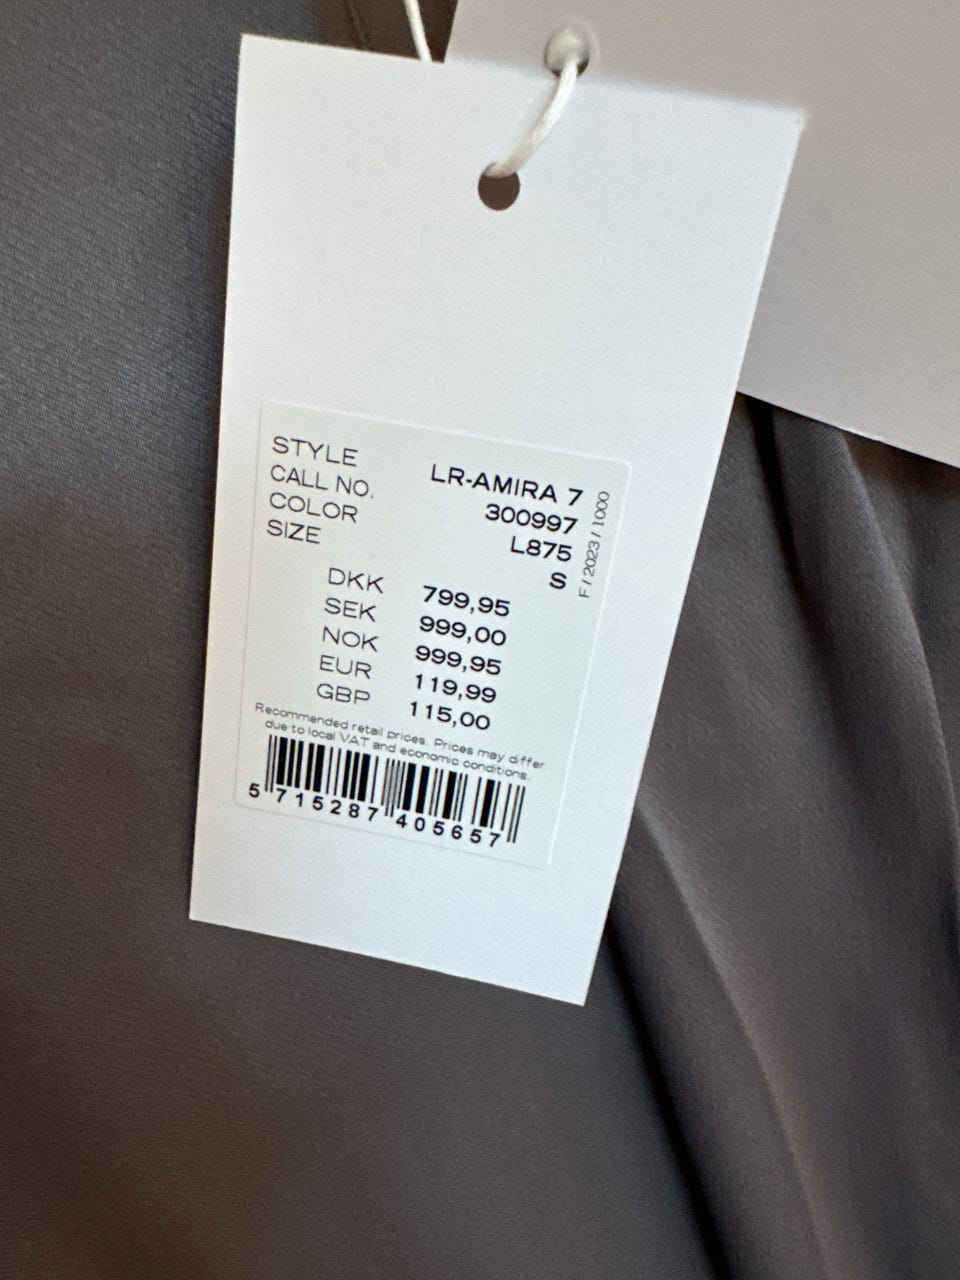 STYLE LR-AMIRA 7
CALL NO. 300997
COLOR L875
SIZE S
F / 2023 / 1000
DKK 799,95
SEK 999,00
NOK 999,95
EUR 119,99
GBP 115,00
Recommended retail prices. Prices may differ
due to local VAT and economic conditions.
5 715287 405657